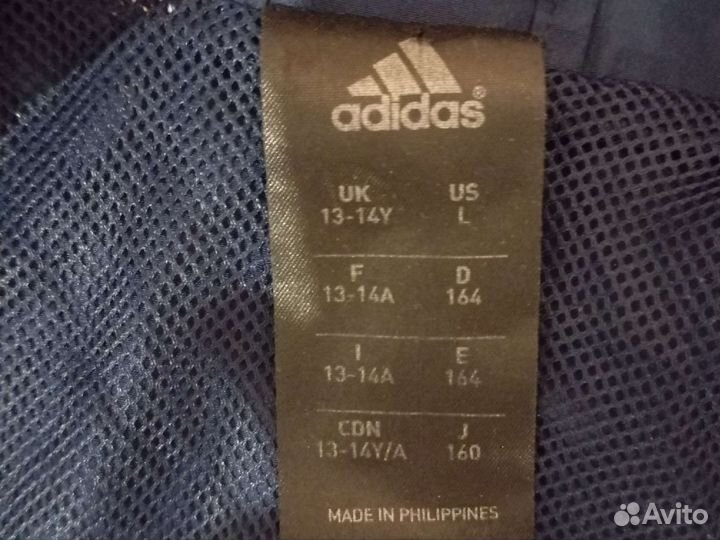 adidas®
UK US
13-14Y L
F D
13-14A 164
I E
13-14A 164
CDN J
13-14Y/A 160
MADE IN PHILIPPINES
Avito